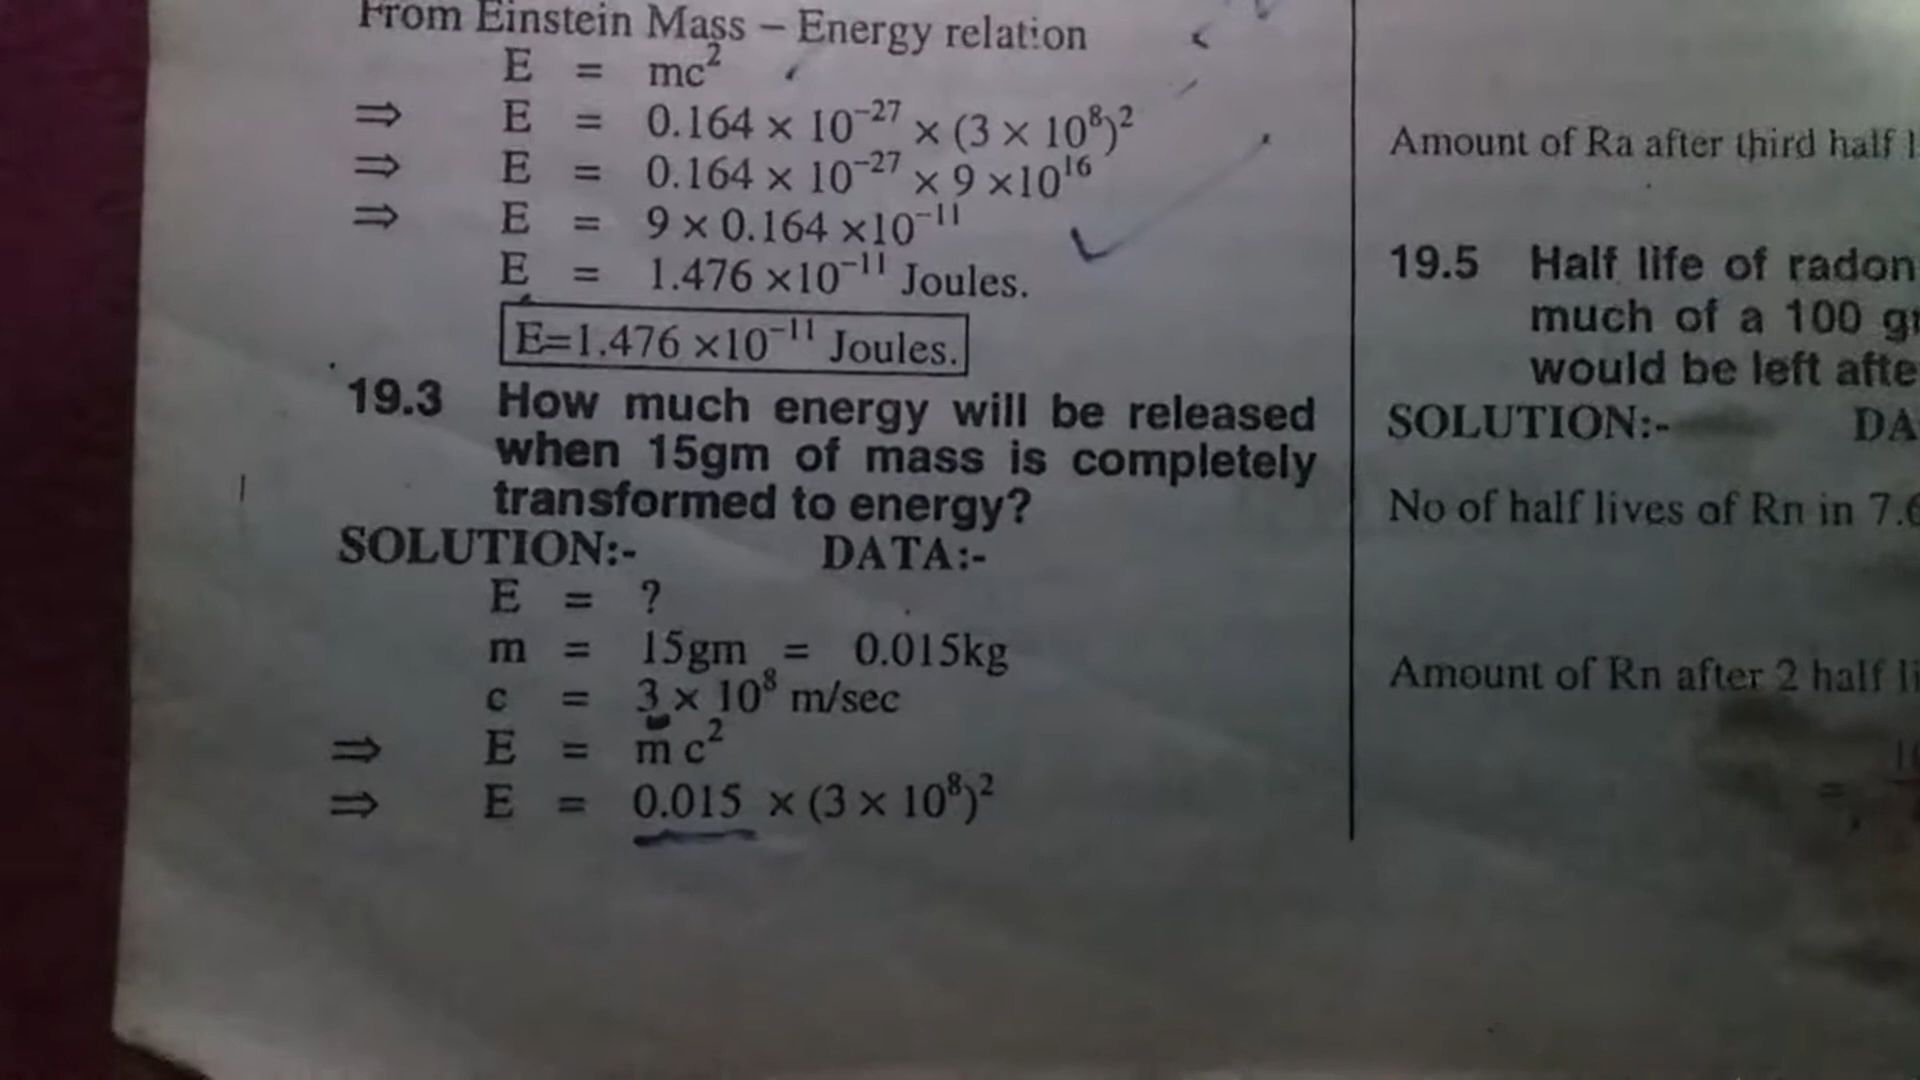 From Einstein Mass – Energy relation
E = mc²
⇒ E = 0.164 × 10⁻²⁷ × (3 × 10⁸)²
⇒ E = 0.164 × 10⁻²⁷ × 9 ×10¹⁶
⇒ E = 9 × 0.164 ×10⁻¹¹
E = 1.476 ×10⁻¹¹ Joules.
E=1.476 ×10⁻¹¹ Joules.
19.3 How much energy will be released
when 15gm of mass is completely
transformed to energy?
SOLUTION:- DATA:-
E = ?
m = 15gm = 0.015kg
c = 3 × 10⁸ m/sec
⇒ E = m c²
⇒ E = 0.015 × (3 × 10⁸)²
Amount of Ra after third half
19.5 Half life of radon
much of a 100
would be left
SOLUTION:-
No of half lives of Rn in
Amount of Rn after 2 half
=